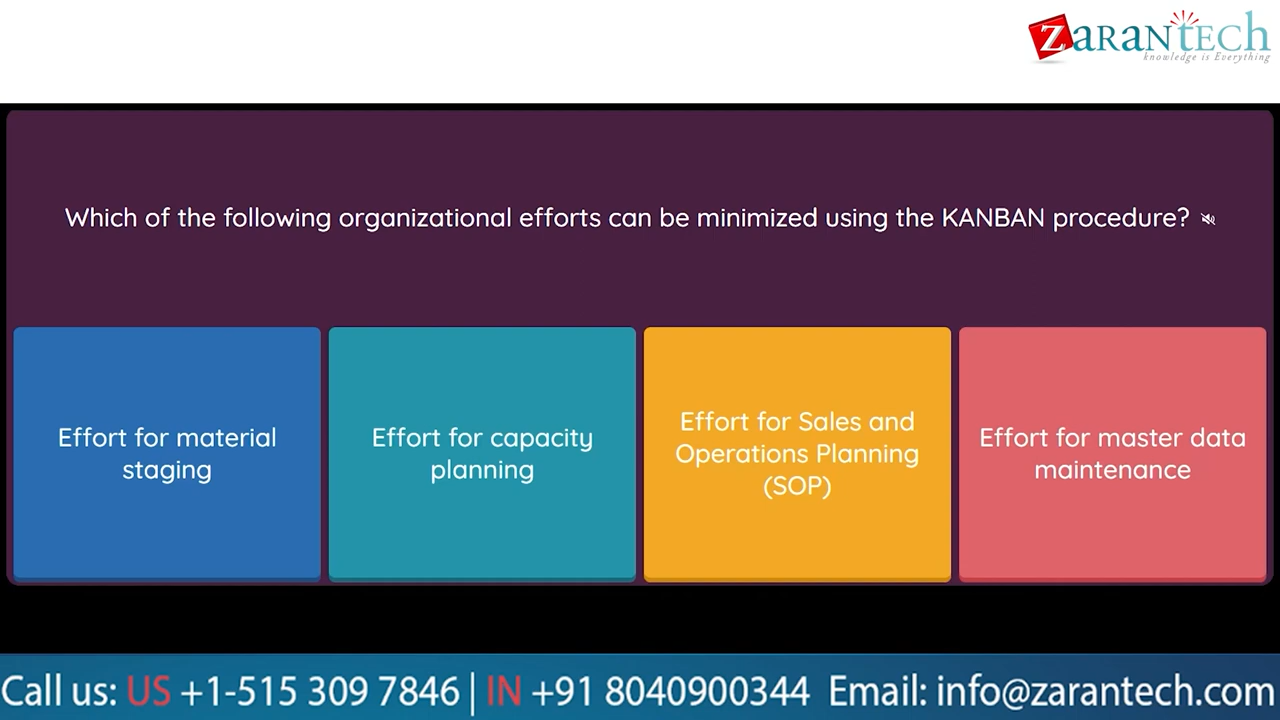 ZARANTECH
knowledge is Everything
Which of the following organizational efforts can be minimized using the KANBAN procedure?
Effort for material
staging
Effort for capacity
planning
Effort for Sales and
Operations Planning
(SOP)
Effort for master data
maintenance
Call us: US +1-515 309 7846 | IN +91 8040900344 Email: info@zarantech.com